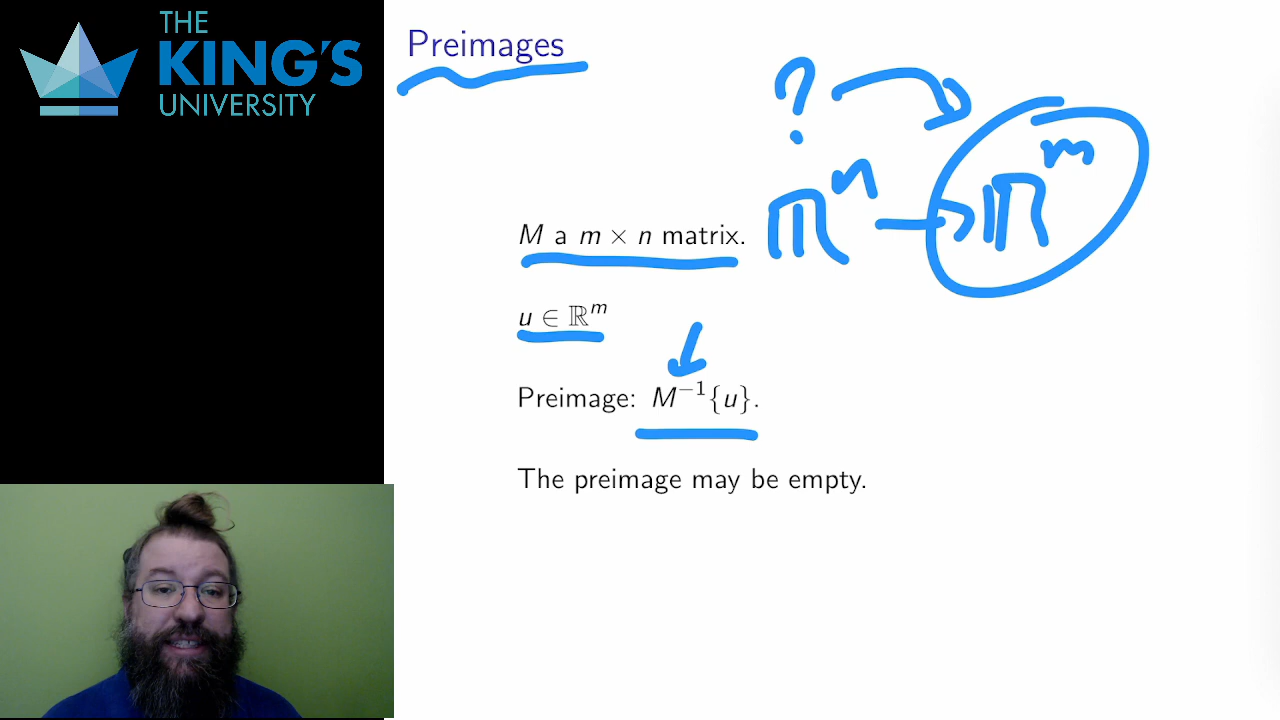 THE
KING'S
UNIVERSITY
Preimages
?
ℝⁿ → ℝᵐ
M a m × n matrix.
u ∈ ℝᵐ
Preimage: M⁻¹{u}.
The preimage may be empty.